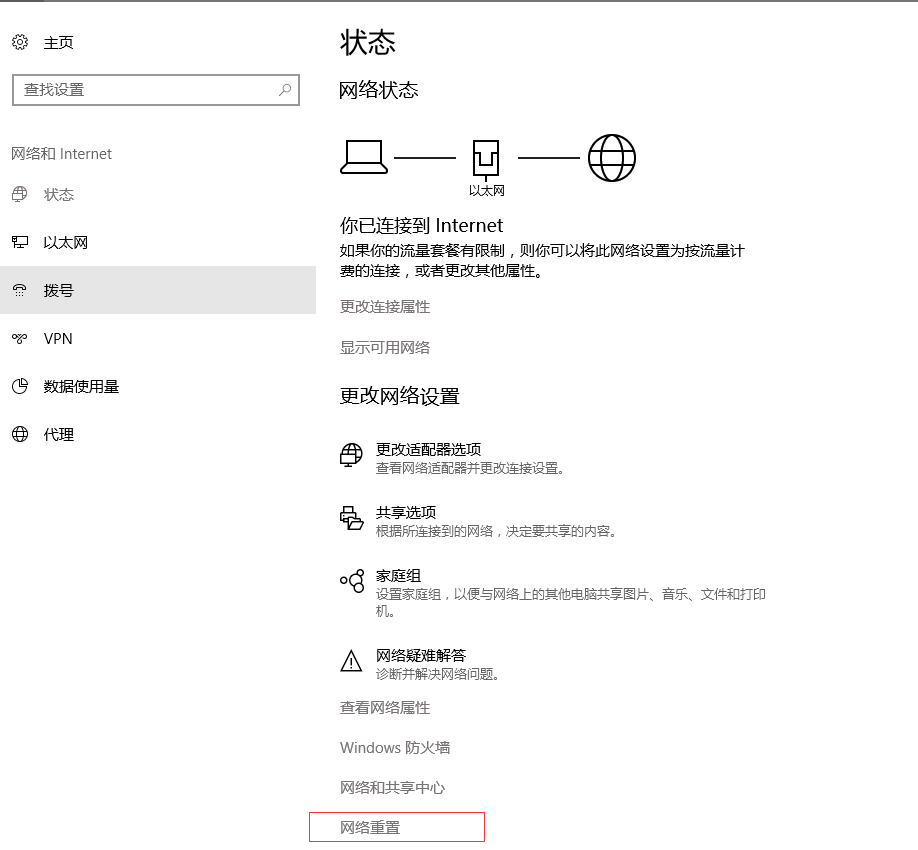 主页
查找设置
网络和 Internet
状态
以太网
拨号
VPN
数据使用量
代理
状态
网络状态
以太网
你已连接到 Internet
如果你的流量套餐有限制，则你可以将此网络设置为按流量计
费的连接，或者更改其他属性。
更改连接属性
显示可用网络
更改网络设置
更改适配器选项
查看网络适配器并更改连接设置。
共享选项
根据所连接到的网络，决定要共享的内容。
家庭组
设置家庭组，以便与网络上的其他电脑共享图片、音乐、文件和打印
机。
网络疑难解答
诊断并解决网络问题。
查看网络属性
Windows 防火墙
网络和共享中心
网络重置